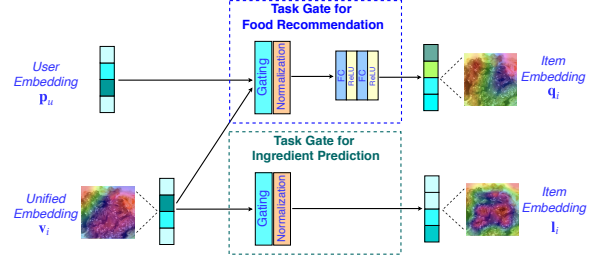 Task Gate for
Food Recommendation
User
Embedding
p_u
Gating
Normalization
FC
ReLU
FC
ReLU
Item
Embedding
q_i
Task Gate for
Ingredient Prediction
Unified
Embedding
v_i
Gating
Normalization
Item
Embedding
l_i